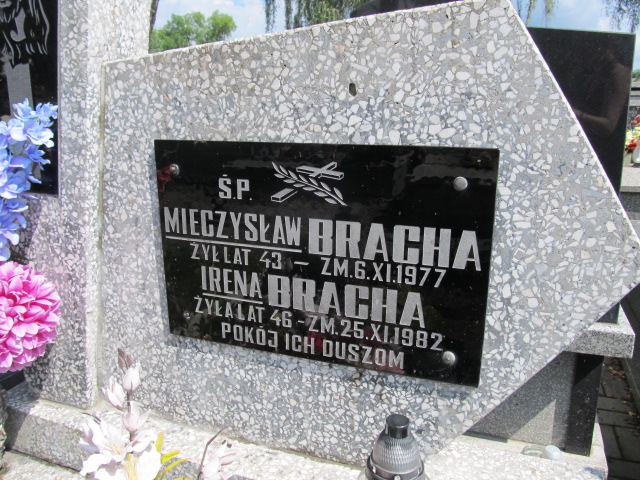 Ś.P.
MIECZYSŁAW BRACHA
ŻYŁ LAT 43 - ZM.6.XI.1977
IRENA BRACHA
ŻYŁA LAT 46 - ZM.25.XI.1982
POKÓJ ICH DUSZOM